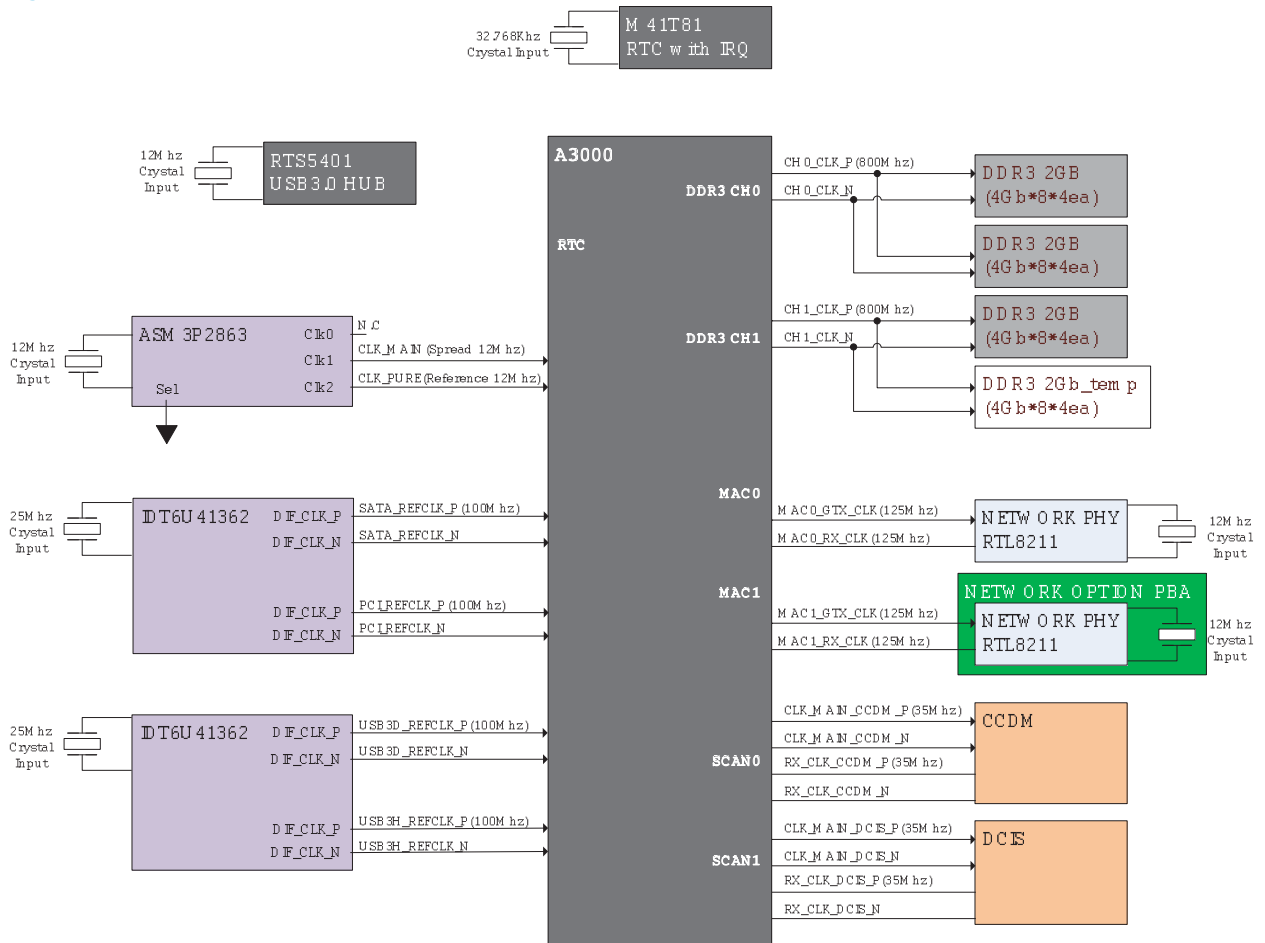 32.768Khz
Crystal Input
M41T81
RTC with IRQ
12Mhz
Crystal
Input
RTS5401
USB3.0 HUB
A3000
DDR3 CH0
RTC
DDR3 CH1
MAC0
MAC1
SCAN0
SCAN1
CH0_CLK_P(800Mhz)
CH0_CLK_N
DDR3 2GB
(4Gb*8*4ea)
DDR3 2GB
(4Gb*8*4ea)
CH1_CLK_P(800Mhz)
CH1_CLK_N
DDR3 2GB
(4Gb*8*4ea)
DDR3 2Gb_temp
(4Gb*8*4ea)
12Mhz
Crystal
Input
ASM3P2863
Sel
Clk0
Clk1
Clk2
N.C
CLK_MAIN (Spread 12Mhz)
CLK_PURE(Reference 12Mhz)
25Mhz
Crystal
Input
IDT6U41362
DIF_CLK_P
DIF_CLK_N
DIF_CLK_P
DIF_CLK_N
SATA_REFCLK_P(100Mhz)
SATA_REFCLK_N
PCI_REFCLK_P(100Mhz)
PCI_REFCLK_N
MAC0_GTX_CLK(125Mhz)
MAC0_RX_CLK(125Mhz)
NETWORK PHY
RTL8211
12Mhz
Crystal
Input
NETWORK OPTION PBA
MAC1_GTX_CLK(125Mhz)
MAC1_RX_CLK(125Mhz)
NETWORK PHY
RTL8211
12Mhz
Crystal
Input
25Mhz
Crystal
Input
IDT6U41362
DIF_CLK_P
DIF_CLK_N
DIF_CLK_P
DIF_CLK_N
USB3D_REFCLK_P(100Mhz)
USB3D_REFCLK_N
USB3H_REFCLK_P(100Mhz)
USB3H_REFCLK_N
CLK_MAIN_CCDM_P(35Mhz)
CLK_MAIN_CCDM_N
RX_CLK_CCDM_P(35Mhz)
RX_CLK_CCDM_N
CCDM
CLK_MAIN_DCIS_P(35Mhz)
CLK_MAIN_DCIS_N
RX_CLK_DCIS_P(35Mhz)
RX_CLK_DCIS_N
DCIS